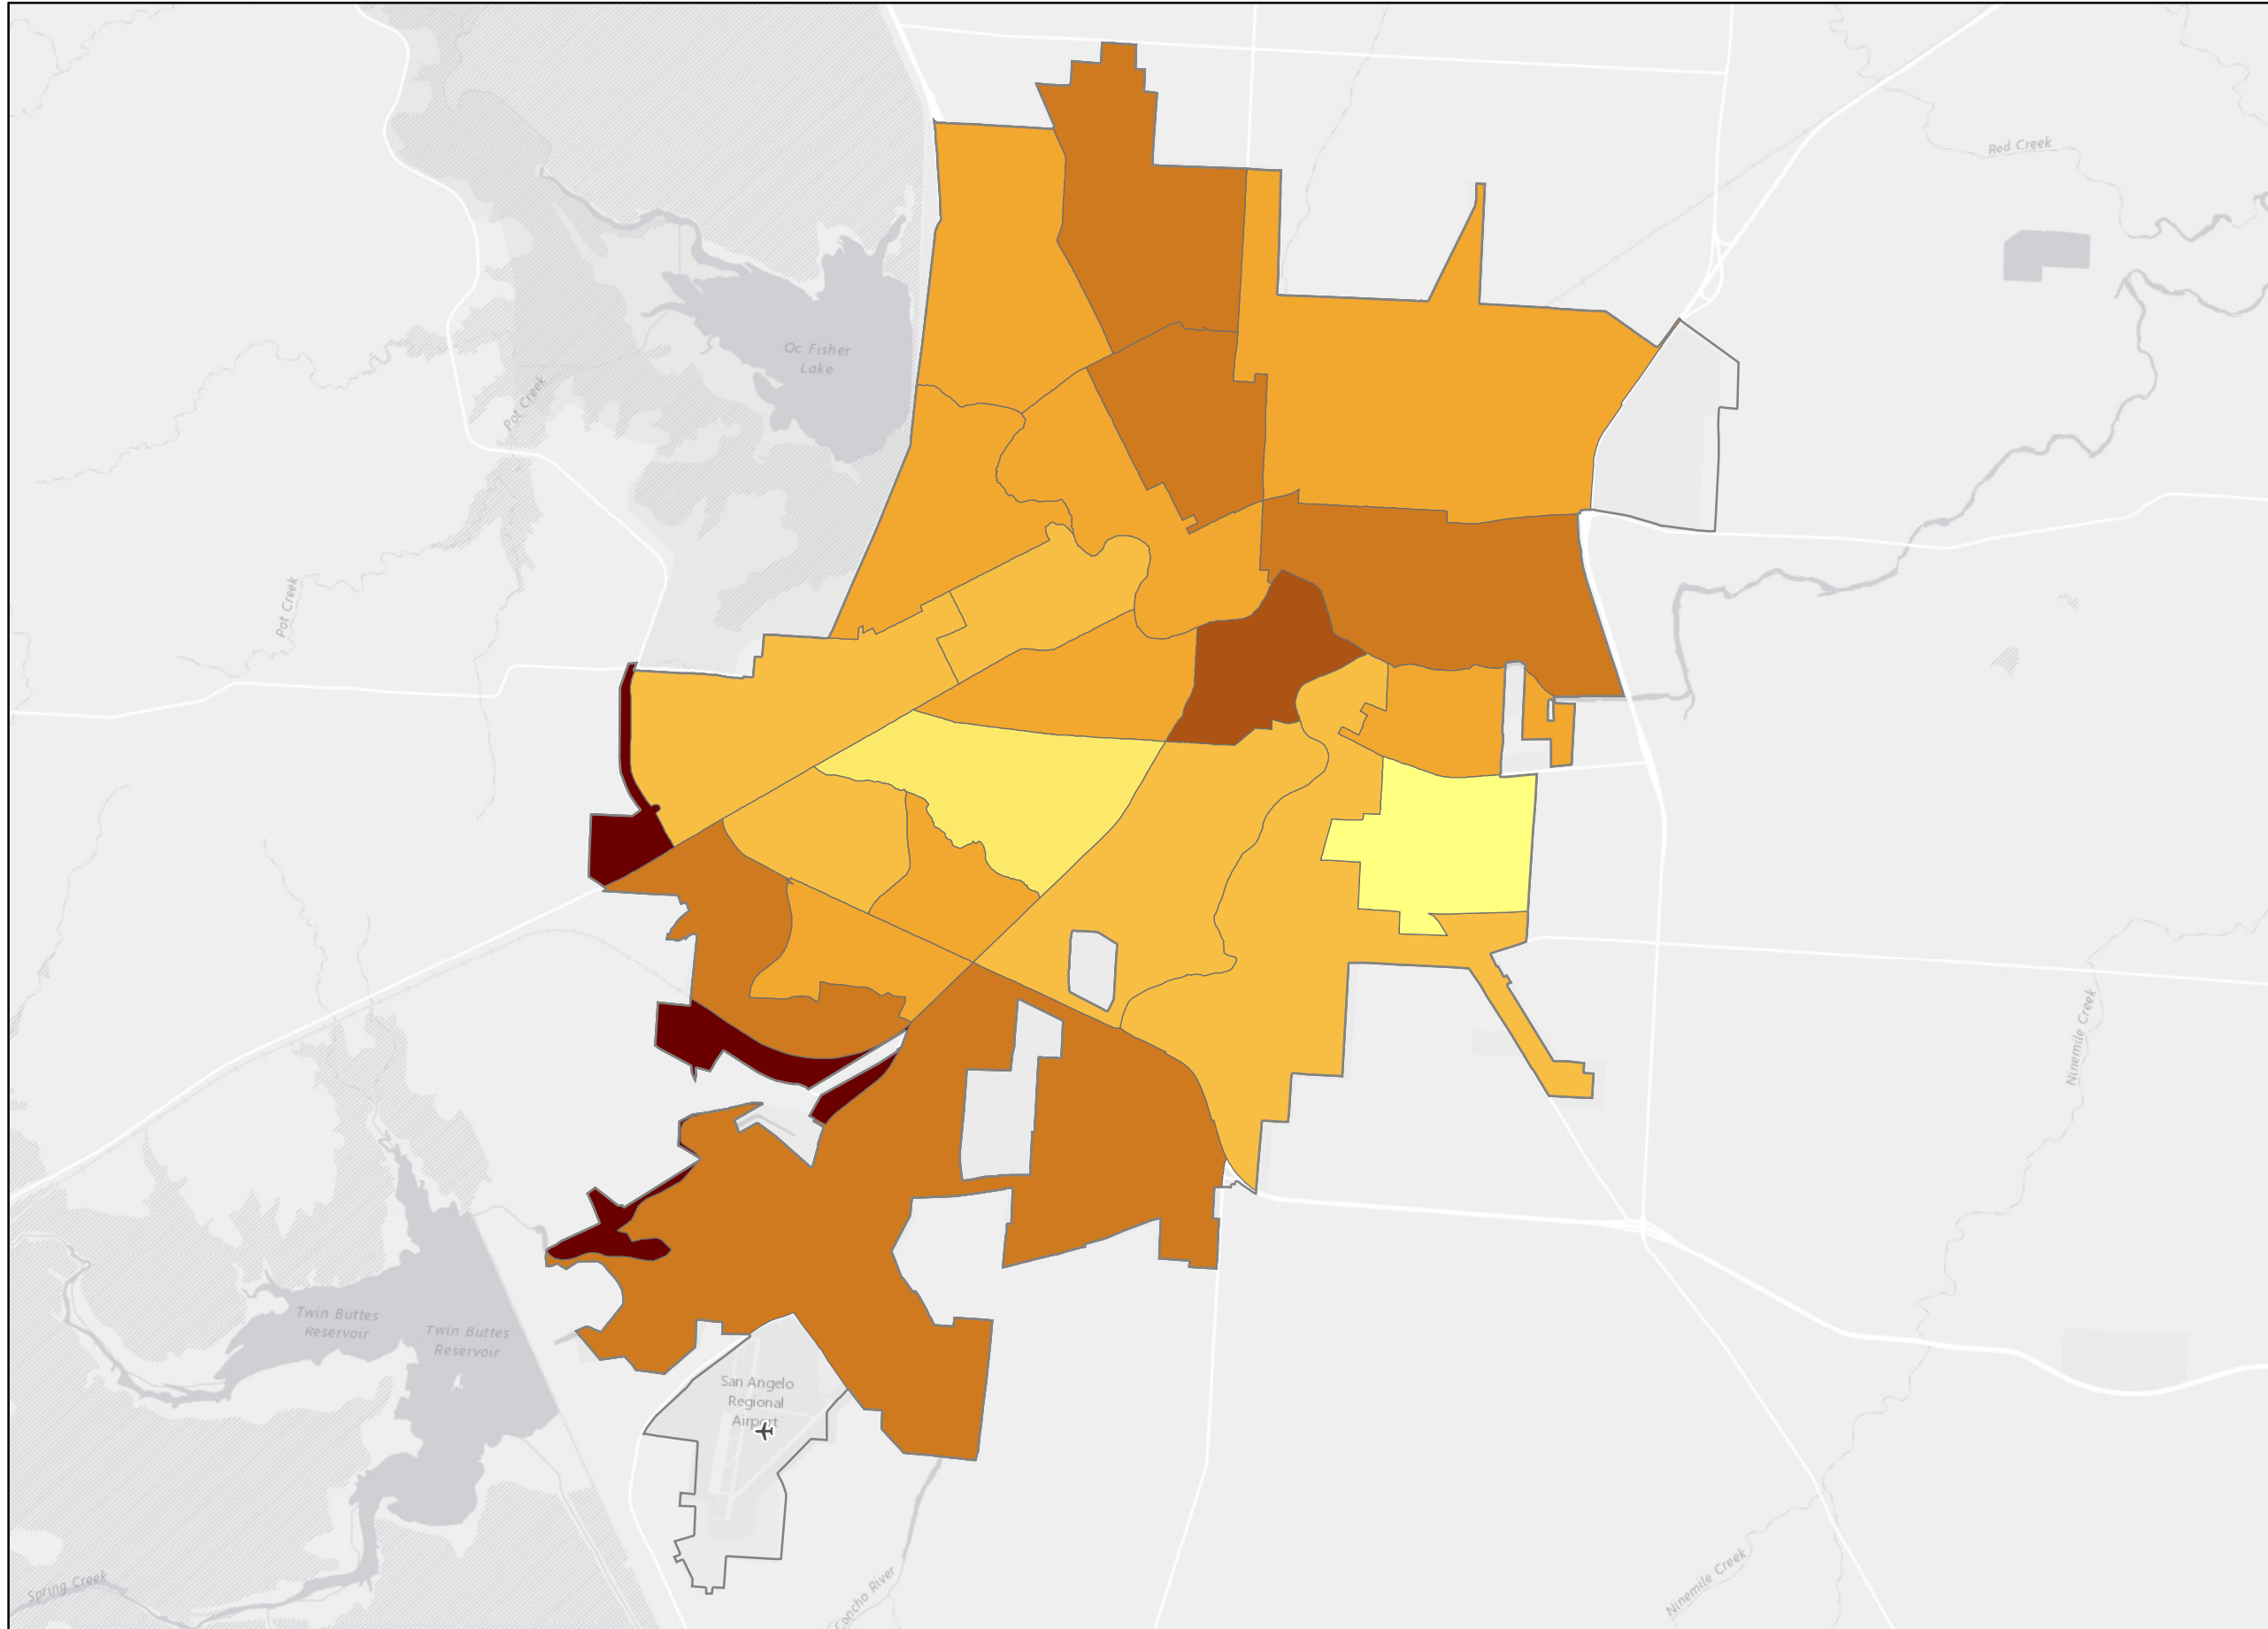 Red Creek
Oc Fisher
Lake
Pot Creek
Pot Creek
Ninemile Creek
Twin Buttes
Reservoir
Twin Buttes
Reservoir
San Angelo
Regional
Airport
Spring Creek
Concho River
Ninemile Creek